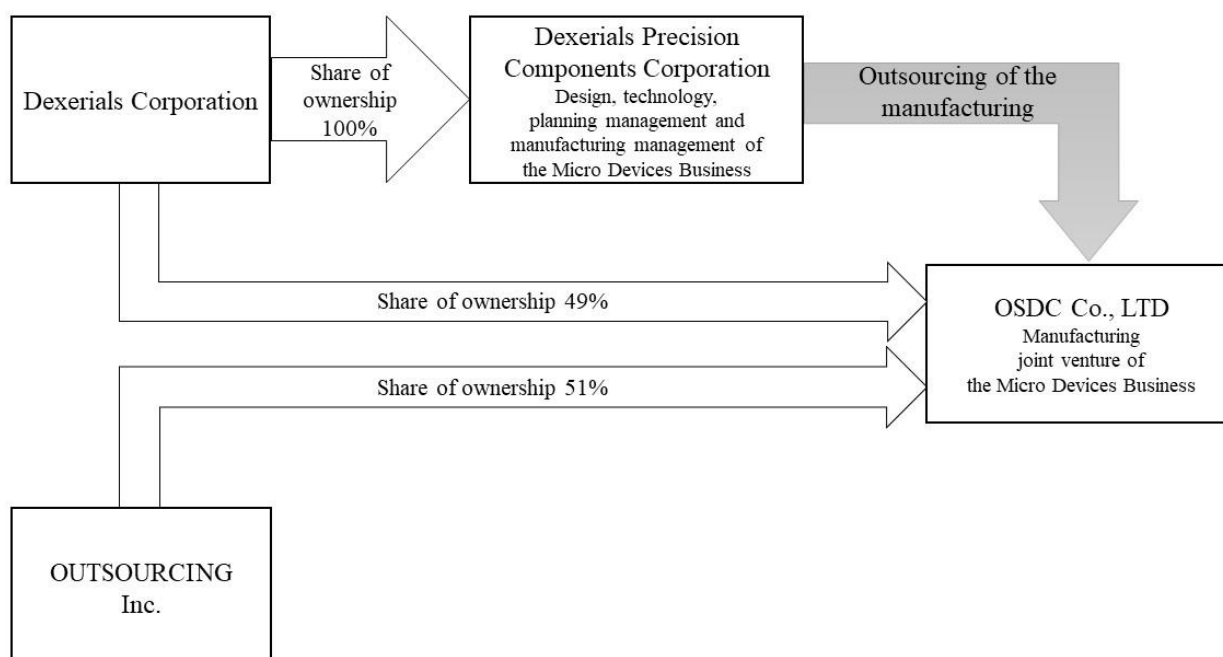 Dexerials Corporation
Share of
ownership
100%
Dexerials Precision
Components Corporation
Design, technology,
planning management and
manufacturing management of
the Micro Devices Business
Outsourcing of the
manufacturing
Share of ownership 49%
OSDC Co., LTD
Manufacturing
joint venture of
the Micro Devices Business
Share of ownership 51%
OUTSOURCING
Inc.